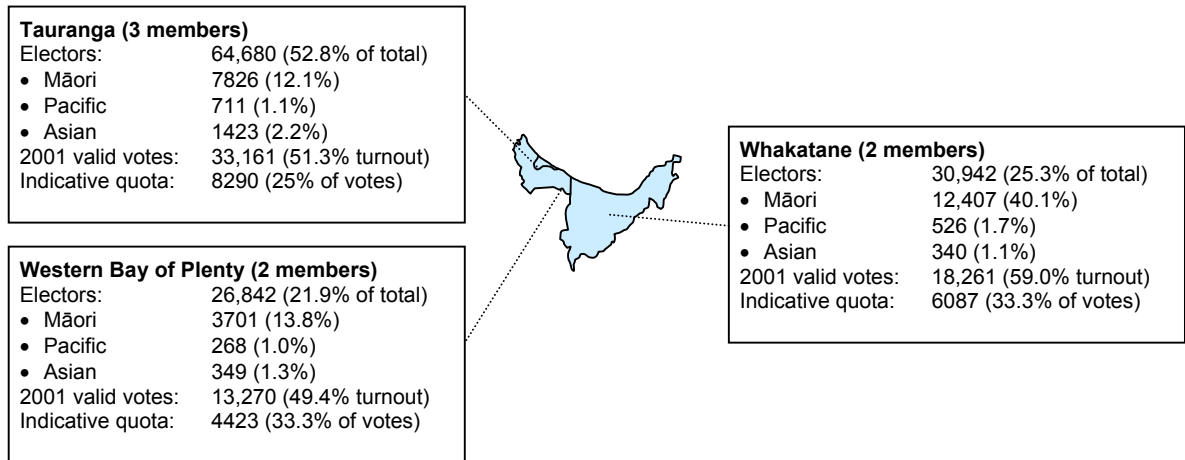 Tauranga (3 members)
Electors: 64,680 (52.8% of total)
• Māori 7826 (12.1%)
• Pacific 711 (1.1%)
• Asian 1423 (2.2%)
2001 valid votes: 33,161 (51.3% turnout)
Indicative quota: 8290 (25% of votes)
Whakatane (2 members)
Electors: 30,942 (25.3% of total)
• Māori 12,407 (40.1%)
• Pacific 526 (1.7%)
• Asian 340 (1.1%)
2001 valid votes: 18,261 (59.0% turnout)
Indicative quota: 6087 (33.3% of votes)
Western Bay of Plenty (2 members)
Electors: 26,842 (21.9% of total)
• Māori 3701 (13.8%)
• Pacific 268 (1.0%)
• Asian 349 (1.3%)
2001 valid votes: 13,270 (49.4% turnout)
Indicative quota: 4423 (33.3% of votes)